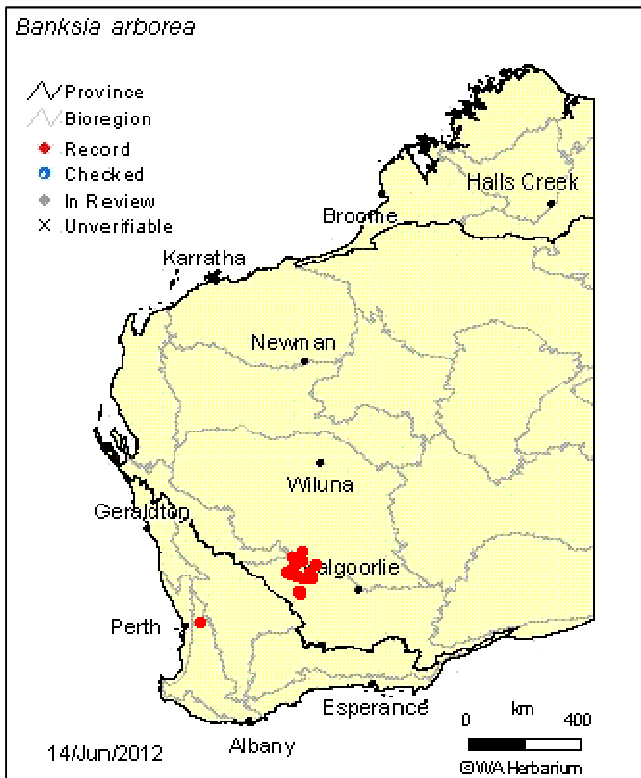 Banksia arborea
Province
Bioregion
Record
Checked
In Review
Unverifiable
Halls Creek
Broome
Karratha
Newman
Wiluna
Geraldton
algoorlie
Perth
Esperance
Albany
0 km 400
14/Jun/2012
©WA Herbarium